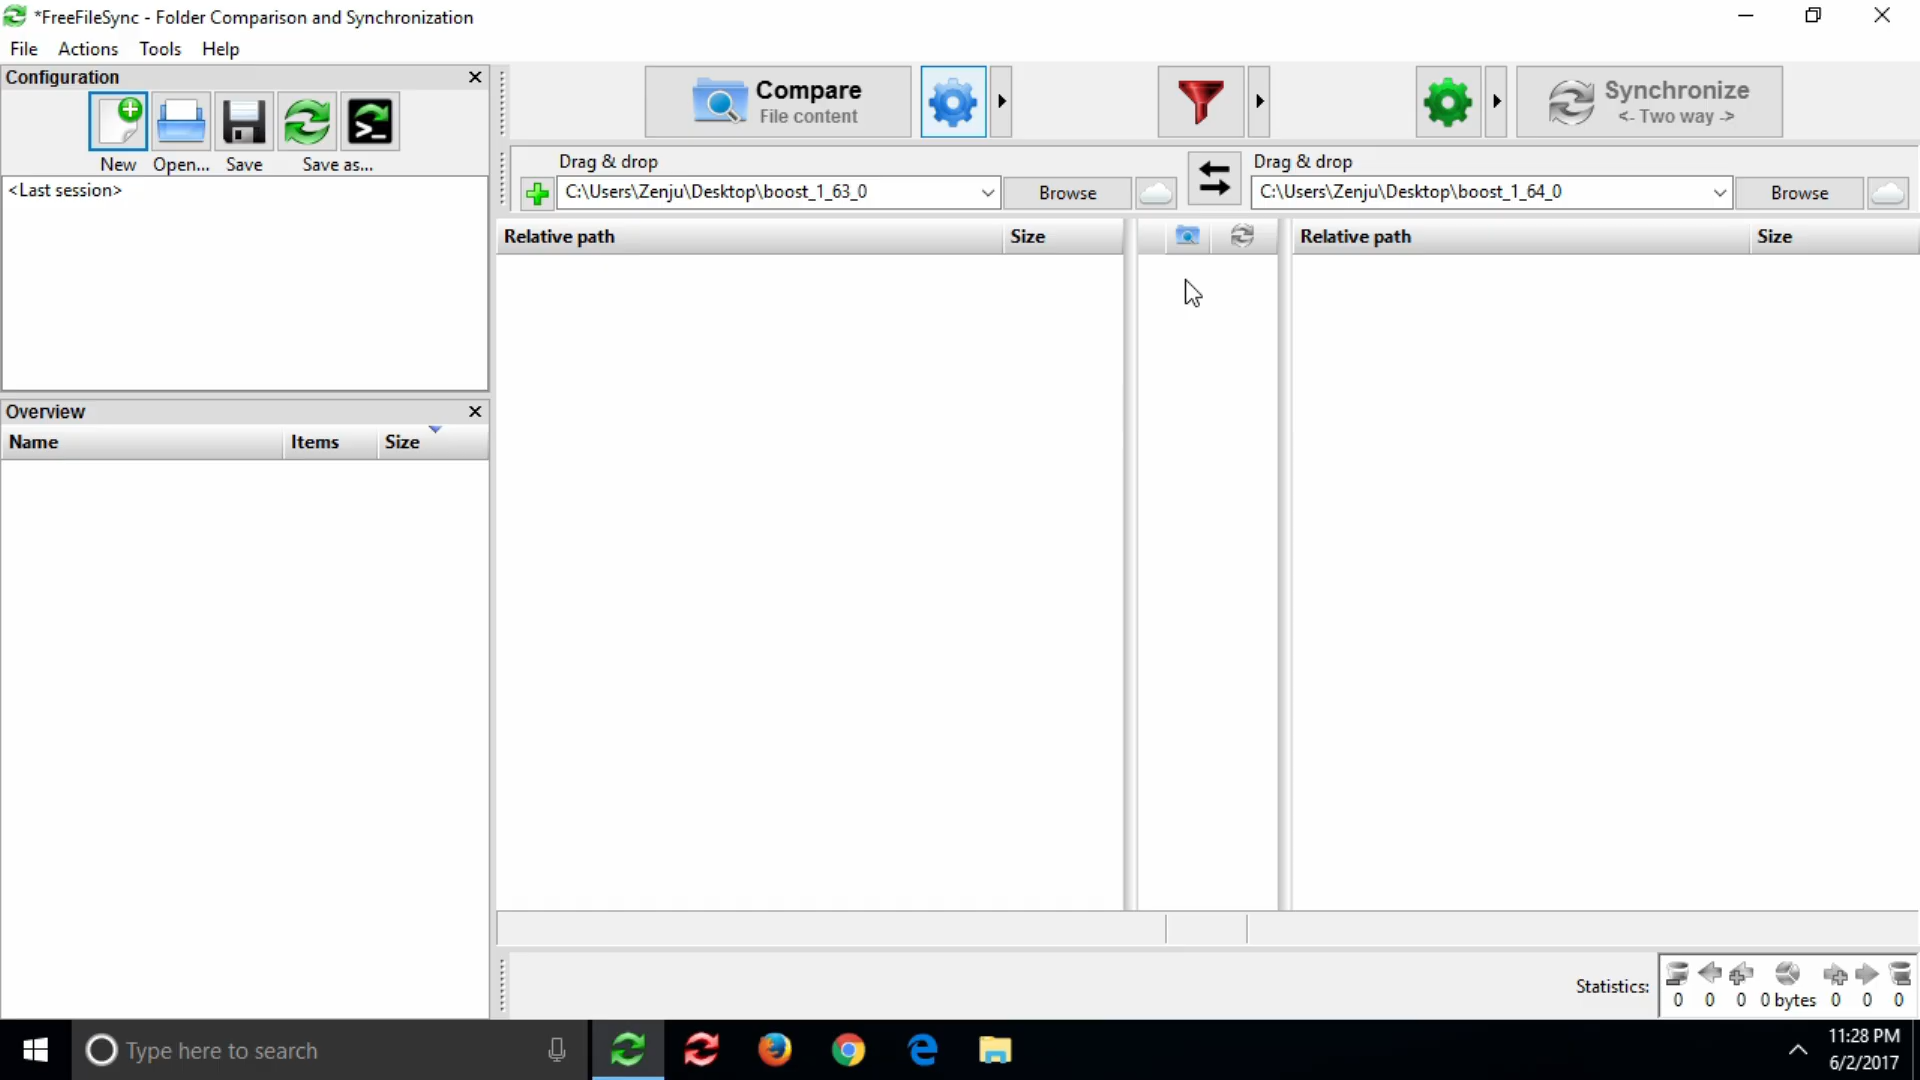 *FreeFileSync - Folder Comparison and Synchronization
File Actions Tools Help
Configuration
New Open... Save Save as...
<Last session>
Compare
File content
Synchronize
<- Two way ->
Drag & drop
C:\Users\Zenju\Desktop\boost_1_63_0
Browse
Drag & drop
C:\Users\Zenju\Desktop\boost_1_64_0
Browse
Relative path Size
Relative path Size
Overview
Name Items Size
Statistics:
0 0 0 0 bytes 0 0 0
Type here to search
11:28 PM
6/2/2017